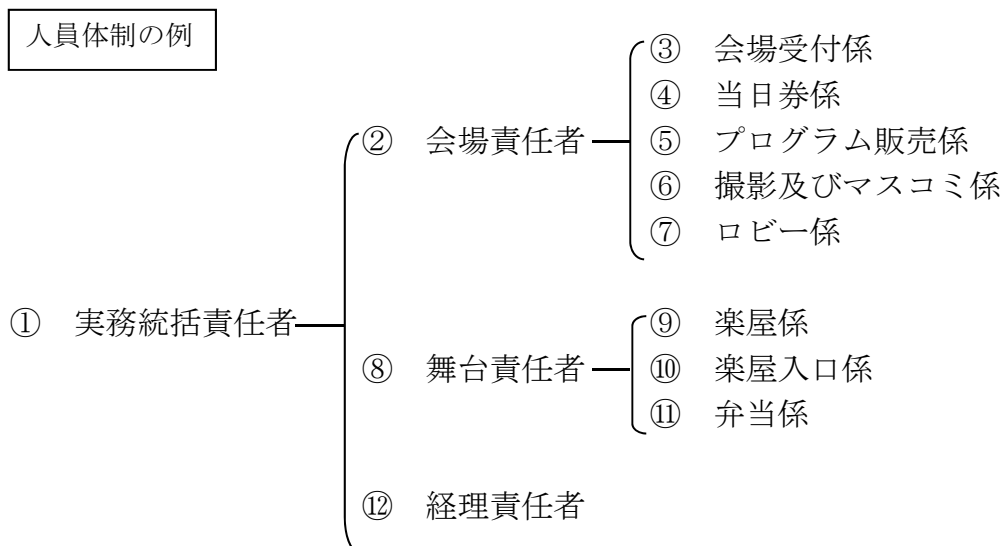 人員体制の例
① 実務統括責任者
② 会場責任者
③ 会場受付係
④ 当日券係
⑤ プログラム販売係
⑥ 撮影及びマスコミ係
⑦ ロビー係
⑧ 舞台責任者
⑨ 楽屋係
⑩ 楽屋入口係
⑪ 弁当係
⑫ 経理責任者